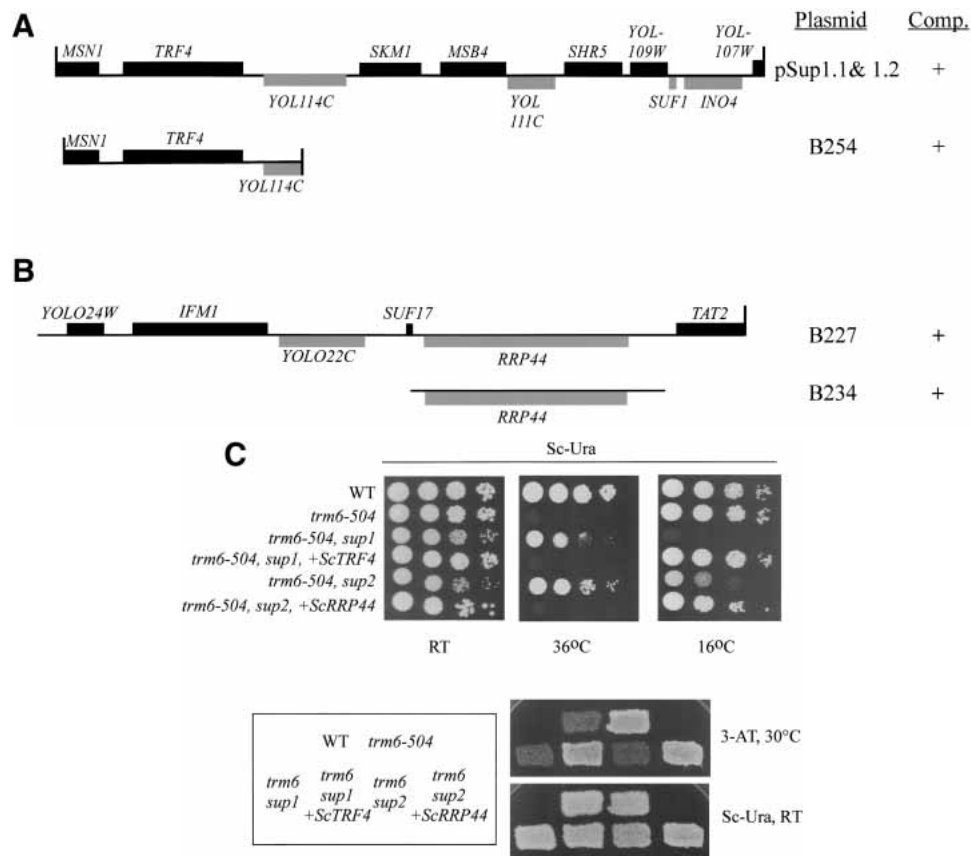 A
Plasmid Comp.
MSN1 TRF4 SKM1 MSB4 SHR5 YOL-109W YOL-107W
pSup1.1& 1.2 +
YOL114C YOL 111C SUF1 INO4
MSN1 TRF4
B254 +
YOL114C
B
YOLO24W IFM1 SUF17 TAT2
B227 +
YOLO22C RRP44
B234 +
RRP44
C
Sc-Ura
WT
trm6-504
trm6-504, sup1
trm6-504, sup1, +ScTRF4
trm6-504, sup2
trm6-504, sup2, +ScRRP44
RT 36ºC 16ºC
WT trm6-504
trm6 sup1
trm6 sup1 +ScTRF4
trm6 sup2
trm6 sup2 +ScRRP44
3-AT, 30°C
Sc-Ura, RT